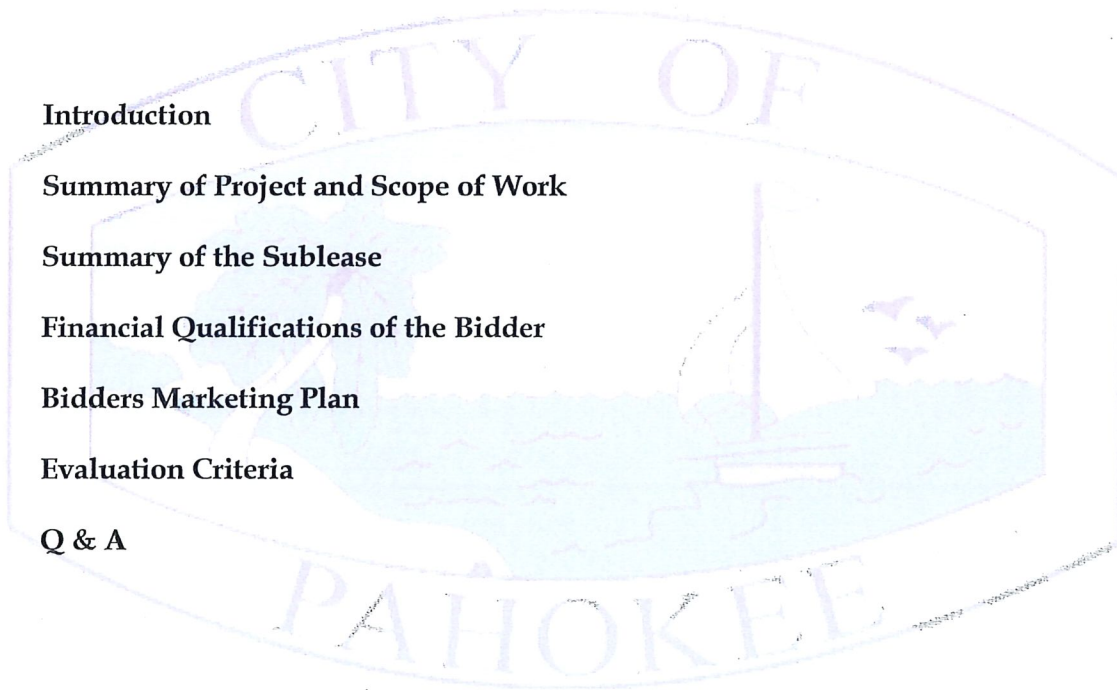 CITY OF
Introduction
Summary of Project and Scope of Work
Summary of the Sublease
Financial Qualifications of the Bidder
Bidders Marketing Plan
Evaluation Criteria
Q & A
PAHOKEE